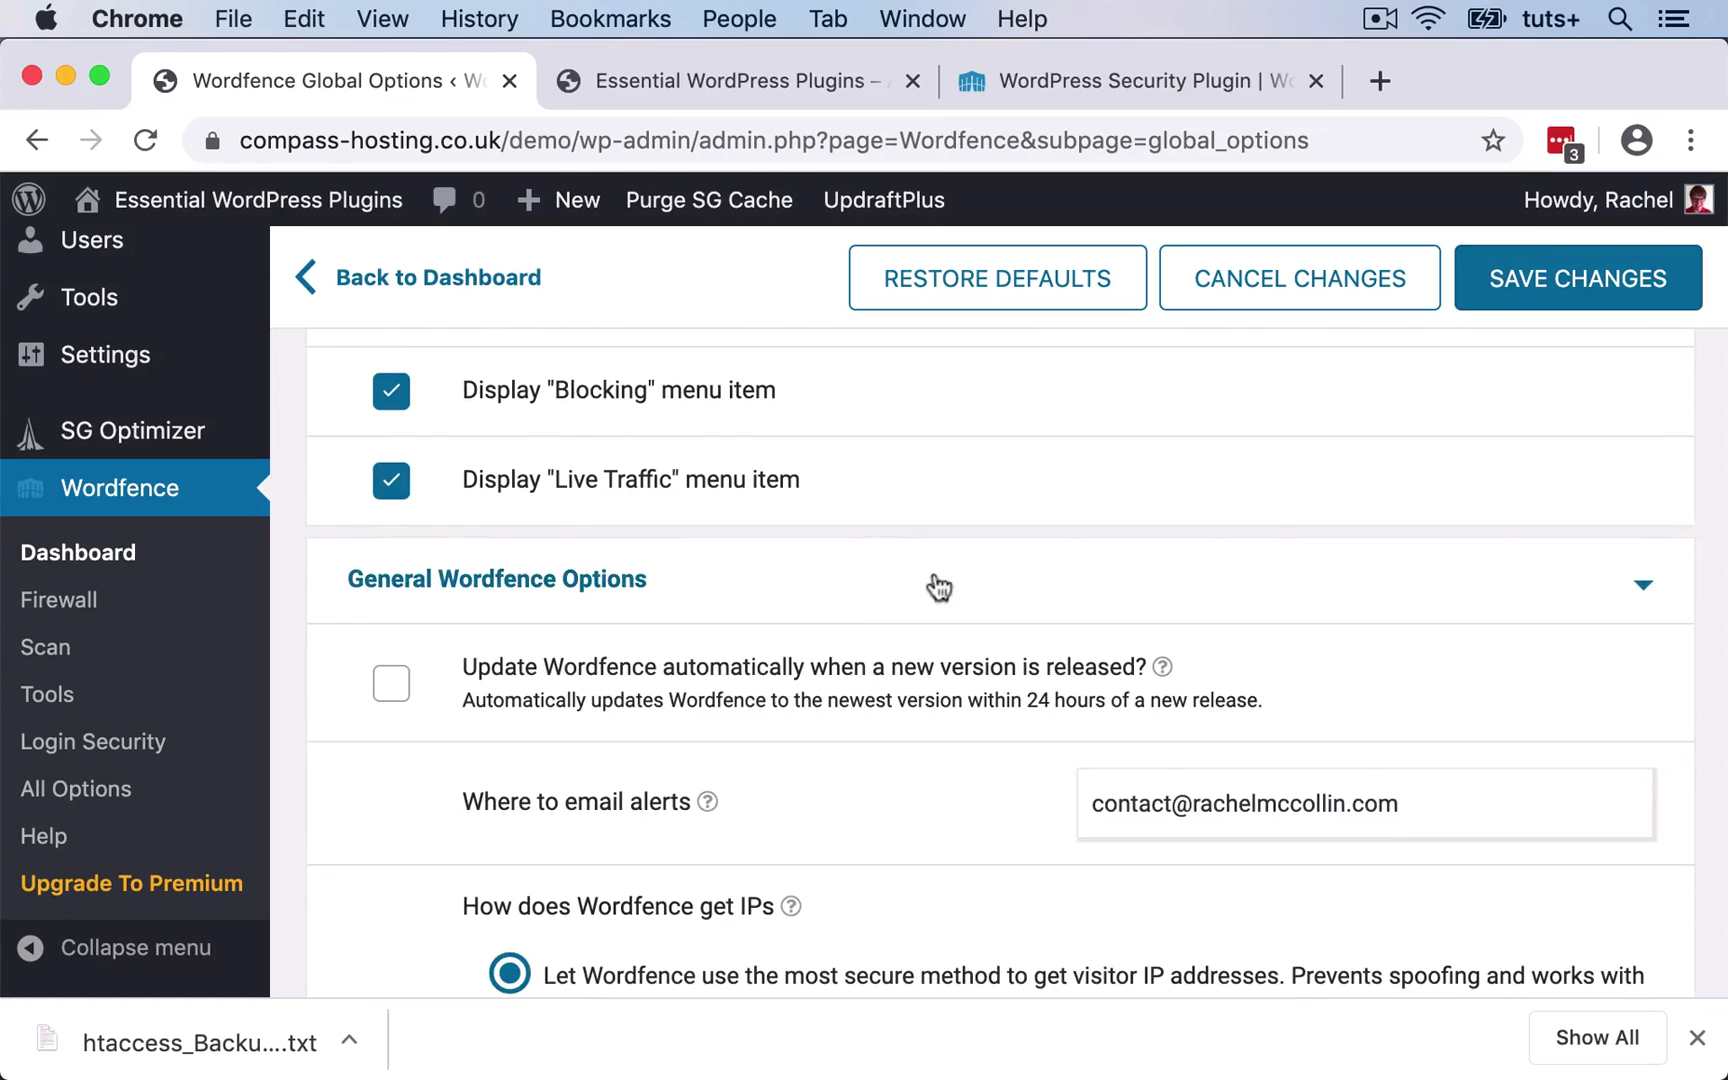 Chrome File Edit View History Bookmarks People Tab Window Help tuts+
Wordfence Global Options ‹ Wo Essential WordPress Plugins – WordPress Security Plugin | Wo
compass-hosting.co.uk/demo/wp-admin/admin.php?page=Wordfence&subpage=global_options 3
Essential WordPress Plugins 0 New Purge SG Cache UpdraftPlus Howdy, Rachel
Users
Tools
Settings
SG Optimizer
Wordfence
Dashboard
Firewall
Scan
Tools
Login Security
All Options
Help
Upgrade To Premium
Collapse menu
Back to Dashboard RESTORE DEFAULTS CANCEL CHANGES SAVE CHANGES
Display "Blocking" menu item
Display "Live Traffic" menu item
General Wordfence Options
Update Wordfence automatically when a new version is released?
Automatically updates Wordfence to the newest version within 24 hours of a new release.
Where to email alerts contact@rachelmccollin.com
How does Wordfence get IPs
Let Wordfence use the most secure method to get visitor IP addresses. Prevents spoofing and works with
htaccess_Backu....txt Show All